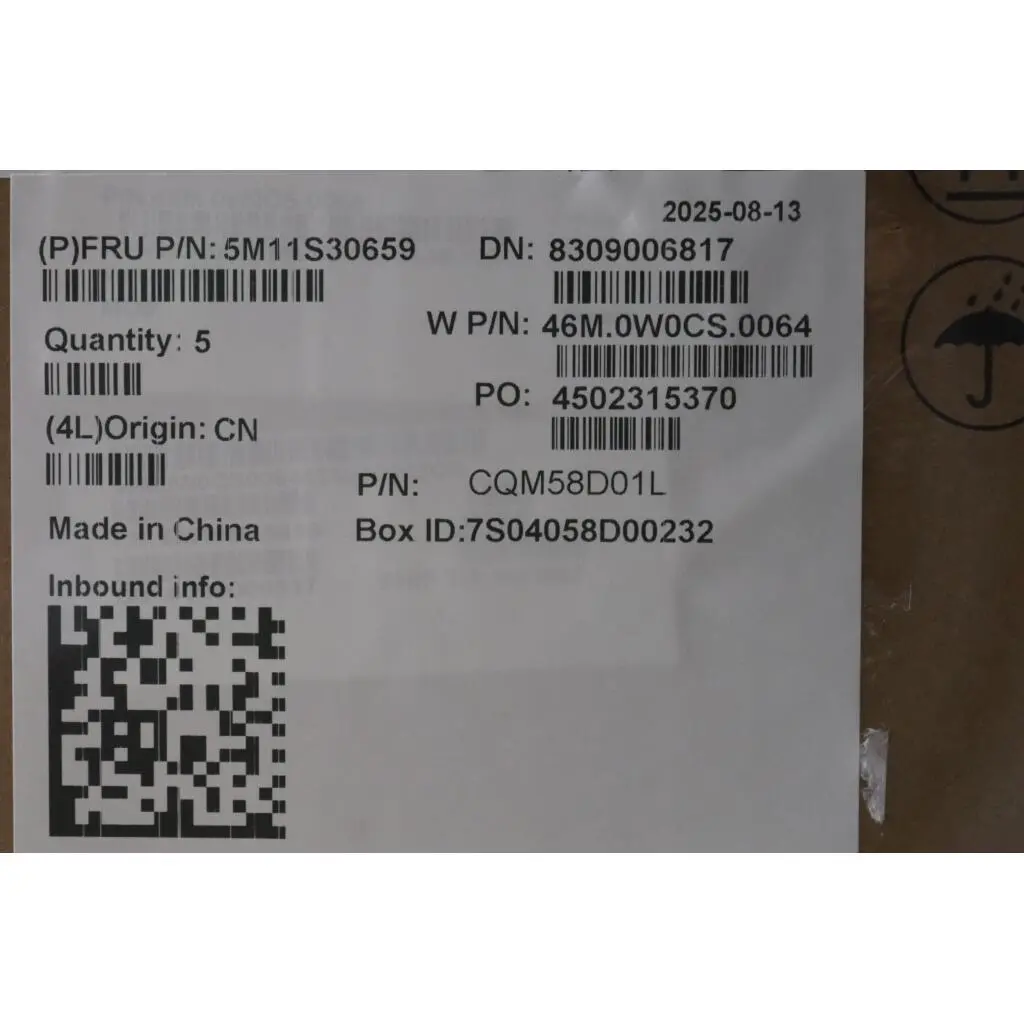 2025-08-13
(P)FRU P/N: 5M11S30659 DN: 8309006817
W P/N: 46M.0W0CS.0064
Quantity: 5
PO: 4502315370
(4L)Origin: CN
P/N: CQM58D01L
Made in China Box ID:7S04058D00232
Inbound info: